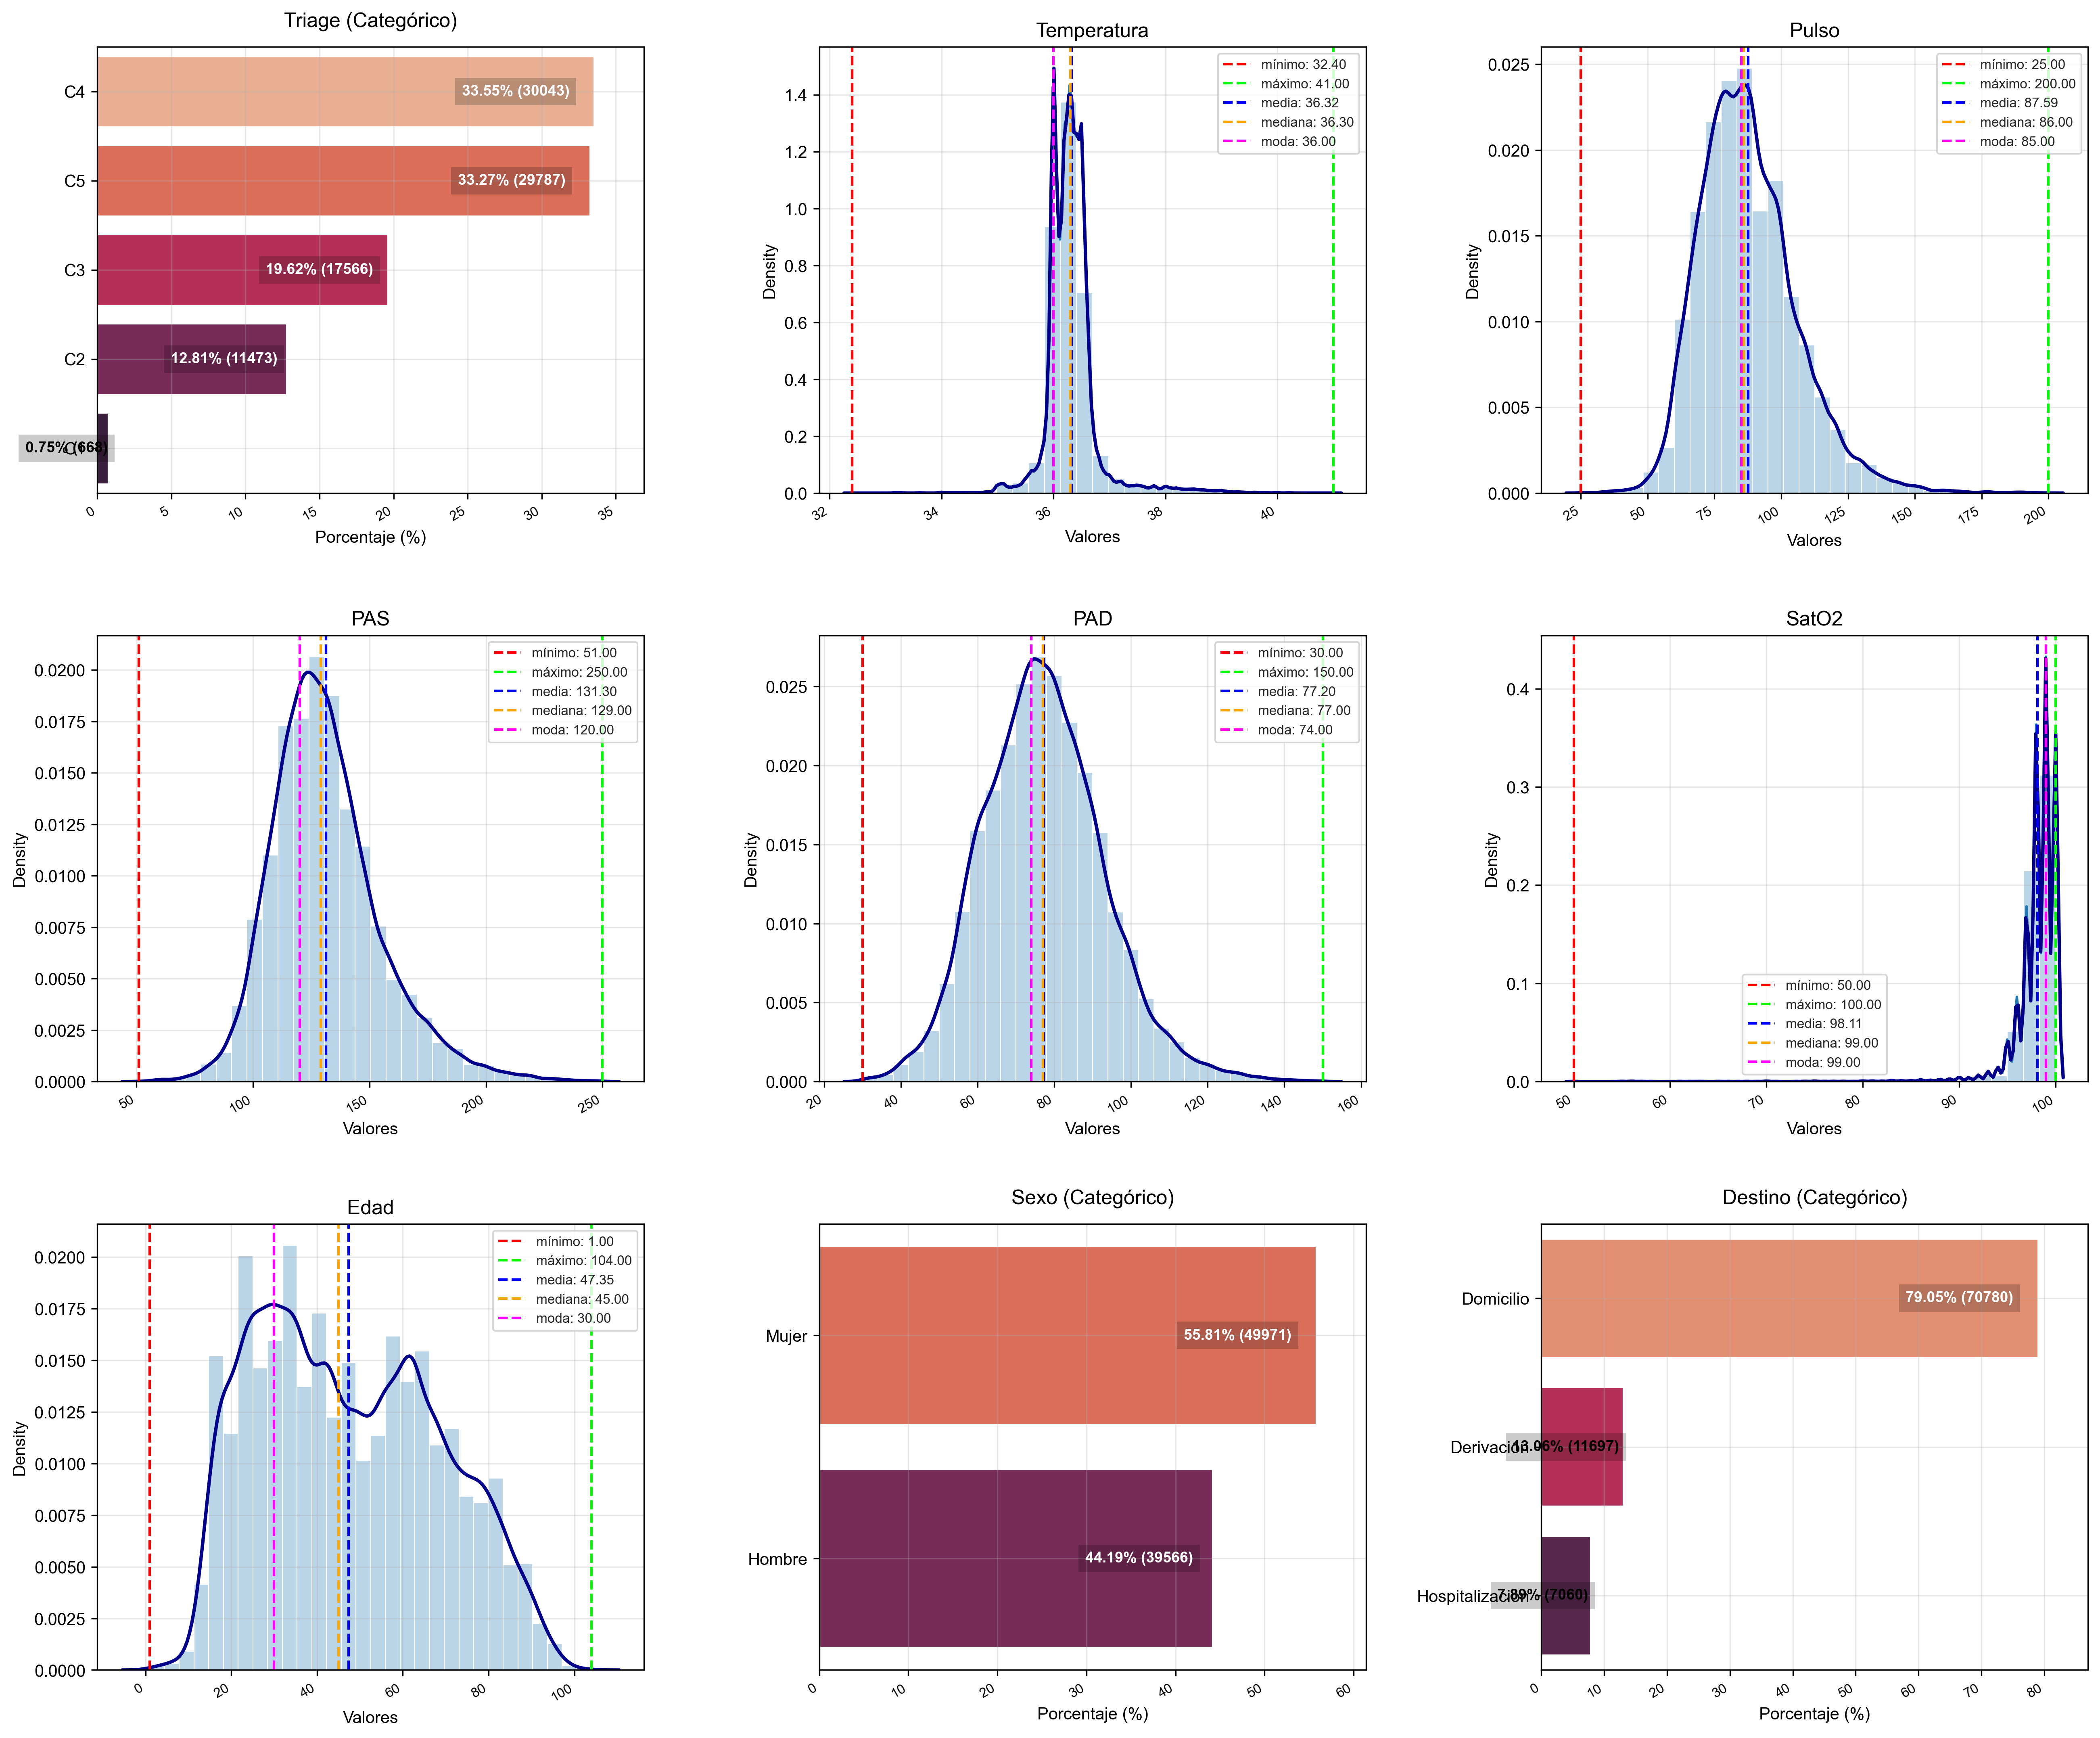 Triage (Categórico)
C4
33.55% (30043)
C5
33.27% (29787)
C3
19.62% (17566)
C2
12.81% (11473)
C1
0.75% (668)
0 5 10 15 20 25 30 35
Porcentaje (%)
Temperatura
mínimo: 32.40
máximo: 41.00
media: 36.32
mediana: 36.30
moda: 36.00
1.4
1.2
1.0
0.8
0.6
0.4
0.2
0.0
Density
32 34 36 38 40
Valores
Pulso
mínimo: 25.00
máximo: 200.00
media: 87.59
mediana: 86.00
moda: 85.00
0.025
0.020
0.015
0.010
0.005
0.000
Density
25 50 75 100 125 150 175 200
Valores
PAS
mínimo: 51.00
máximo: 250.00
media: 131.30
mediana: 129.00
moda: 120.00
0.0200
0.0175
0.0150
0.0125
0.0100
0.0075
0.0050
0.0025
0.0000
Density
50 100 150 200 250
Valores
PAD
mínimo: 30.00
máximo: 150.00
media: 77.20
mediana: 77.00
moda: 74.00
0.025
0.020
0.015
0.010
0.005
0.000
Density
20 40 60 80 100 120 140 160
Valores
SatO2
0.4
0.3
0.2
0.1
0.0
Density
mínimo: 50.00
máximo: 100.00
media: 98.11
mediana: 99.00
moda: 99.00
50 60 70 80 90 100
Valores
Edad
mínimo: 1.00
máximo: 104.00
media: 47.35
mediana: 45.00
moda: 30.00
0.0200
0.0175
0.0150
0.0125
0.0100
0.0075
0.0050
0.0025
0.0000
Density
0 20 40 60 80 100
Valores
Sexo (Categórico)
Mujer
55.81% (49971)
Hombre
44.19% (39566)
0 10 20 30 40 50 60
Porcentaje (%)
Destino (Categórico)
Domicilio
79.05% (70780)
Derivación
13.06% (11697)
Hospitalización
7.89% (7060)
0 10 20 30 40 50 60 70 80
Porcentaje (%)